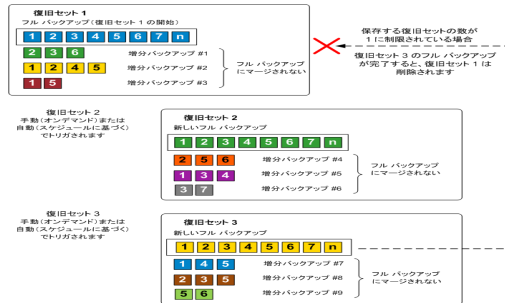 復旧セット 1
フル バックアップ(復旧セット 1 の開始)
1 2 3 4 5 6 7 n
2 3 6 増分バックアップ #1
1 2 4 5 増分バックアップ #2
1 5 増分バックアップ #3
フル バックアップ
にマージされない
保存する復旧セットの数が
1 に制限されている場合
復旧セット 3 のフル バックアップ
が完了すると、復旧セット 1 は
削除されます
復旧セット 2
手動(オンデマンド)または
自動(スケジュールに基づく)
でトリガされます
復旧セット 2
新しいフル バックアップ
1 2 3 4 5 6 7 n
2 5 6 増分バックアップ #4
1 3 4 増分バックアップ #5
3 7 増分バックアップ #6
フル バックアップ
にマージされない
復旧セット 3
手動(オンデマンド)または
自動(スケジュールに基づく)
でトリガされます
復旧セット 3
新しいフル バックアップ
1 2 3 4 5 6 7 n
1 4 5 増分バックアップ #7
2 3 5 増分バックアップ #8
5 6 増分バックアップ #9
フル バックアップ
にマージされない